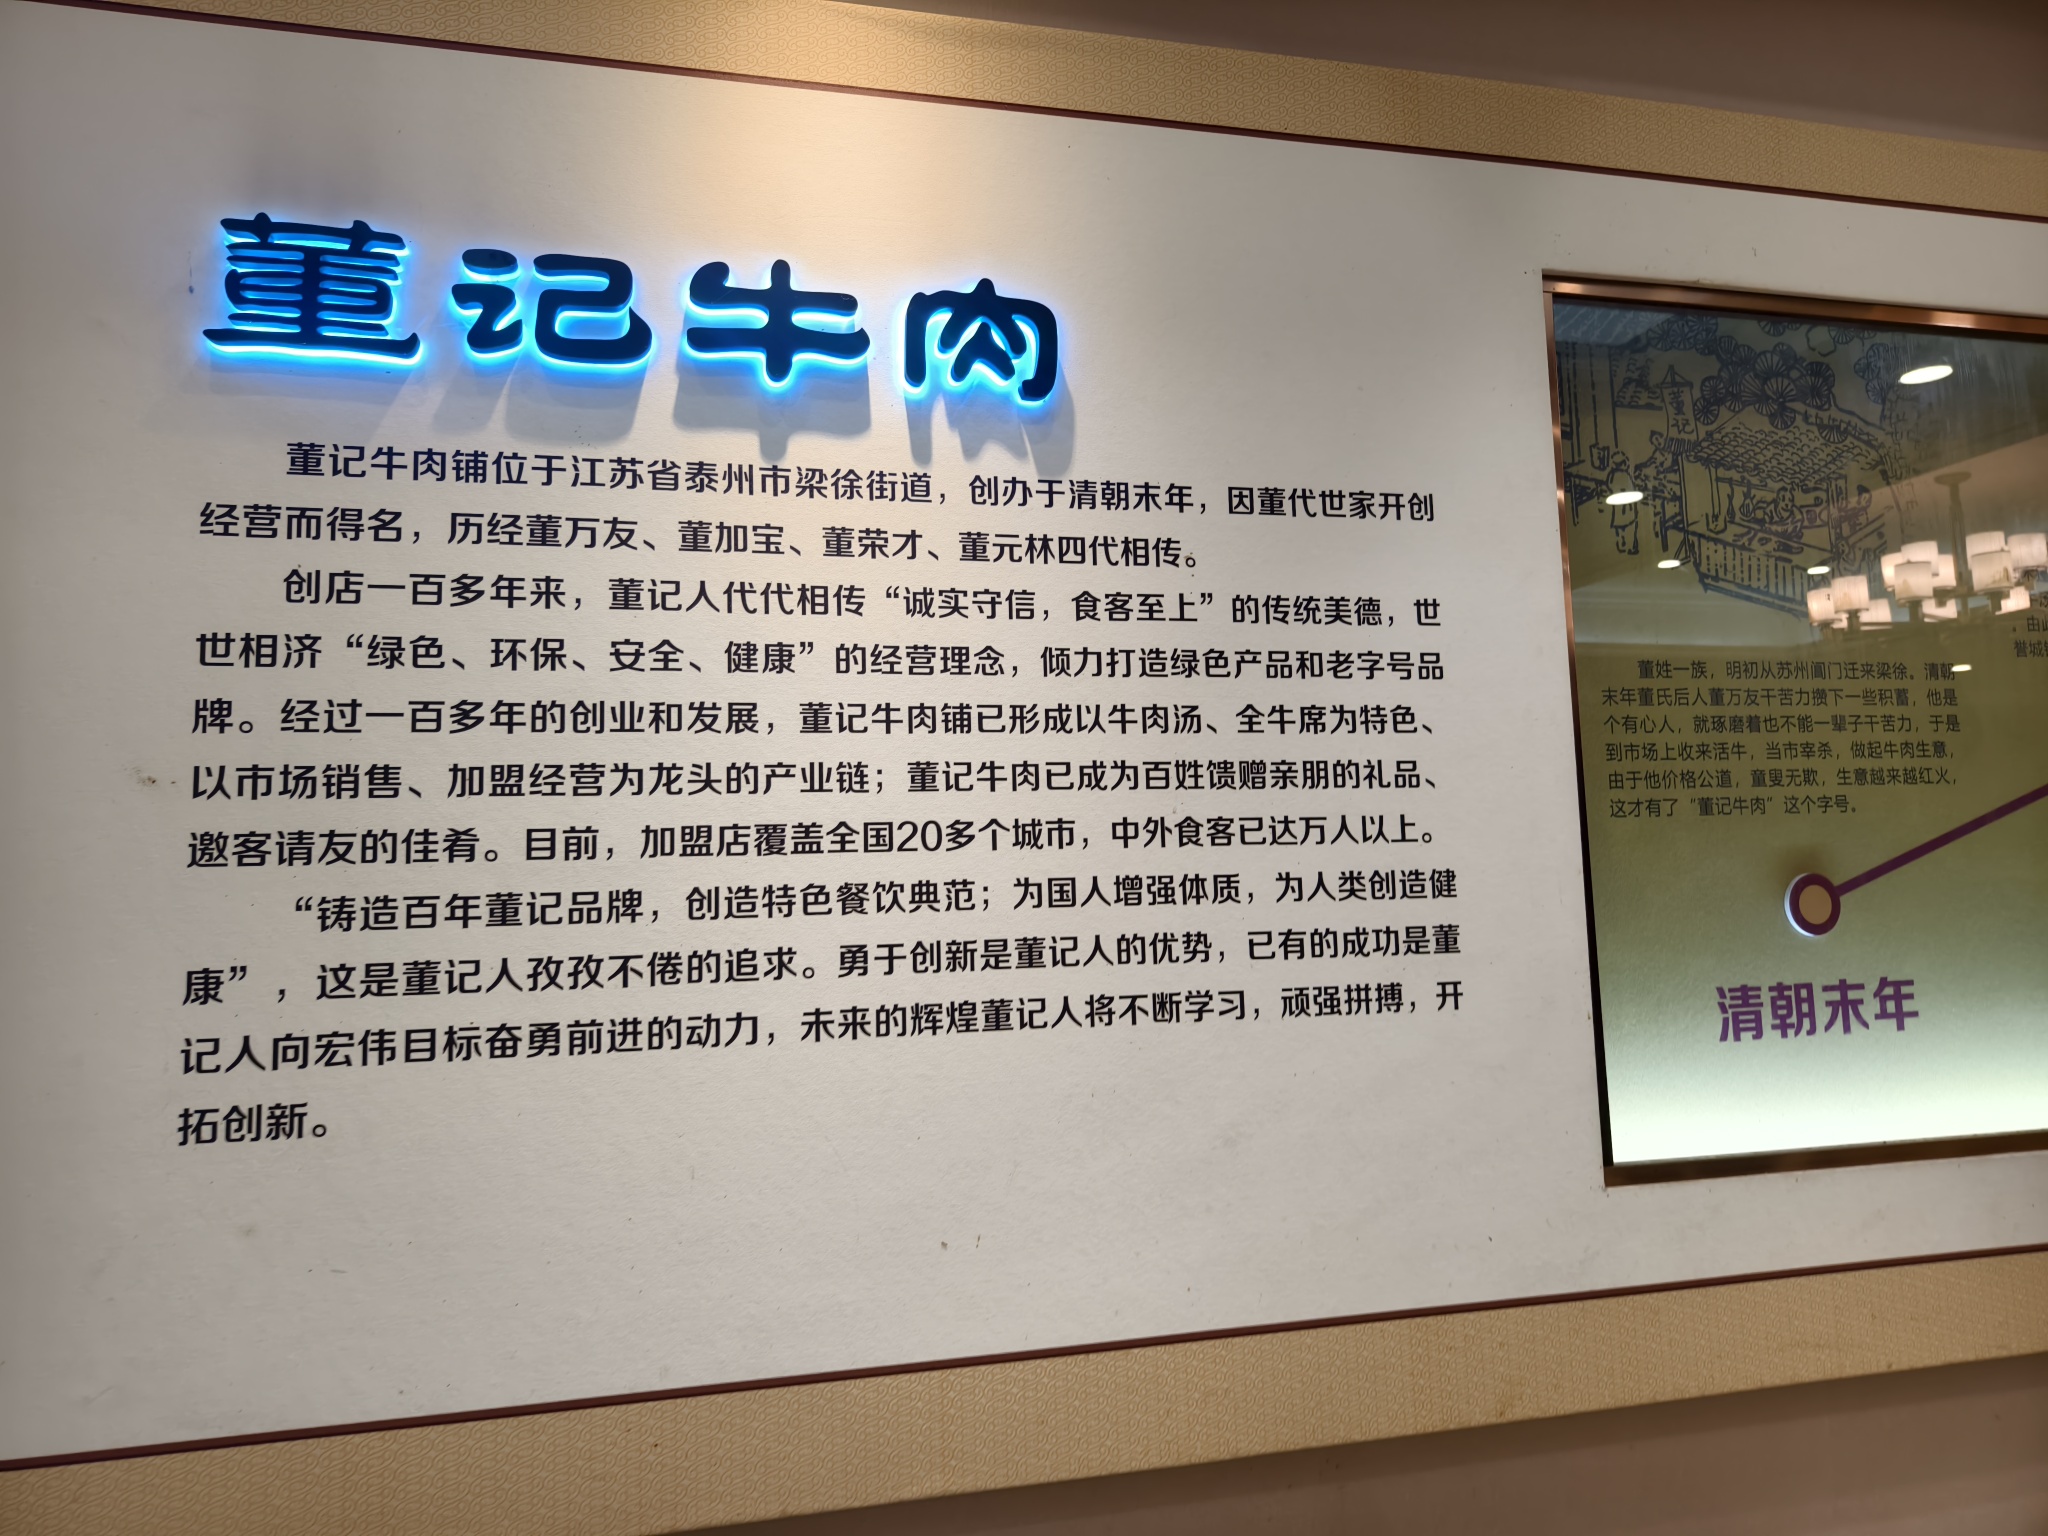 董记牛肉
董记牛肉铺位于江苏省泰州市梁徐街道，创办于清朝末年，因董代世家开创
经营而得名，历经董万友、董加宝、董荣才、董元林四代相传。
创店一百多年来，董记人代代相传“诚实守信，食客至上”的传统美德，世
世相济“绿色、环保、安全、健康”的经营理念，倾力打造绿色产品和老字号品
牌。经过一百多年的创业和发展，董记牛肉铺已形成以牛肉汤、全牛席为特色、
以市场销售、加盟经营为龙头的产业链；董记牛肉已成为百姓馈赠亲朋的礼品、
邀客请友的佳肴。目前，加盟店覆盖全国20多个城市，中外食客已达万人以上。
“铸造百年董记品牌，创造特色餐饮典范；为国人增强体质，为人类创造健
康”，这是董记人孜孜不倦的追求。勇于创新是董记人的优势，已有的成功是董
记人向宏伟目标奋勇前进的动力，未来的辉煌董记人将不断学习，顽强拼搏，开
拓创新。
董记
董姓一族，明初从苏州阊门迁来梁徐。清朝
末年董氏后人董万友干苦力攒下一些积蓄，他是
个有心人，就琢磨着也不能一辈子干苦力，于是
到市场上收来活牛，当市宰杀，做起牛肉生意，
由于他价格公道，童叟无欺，生意越来越红火，
这才有了“董记牛肉”这个字号。
清朝末年
，由
誉城